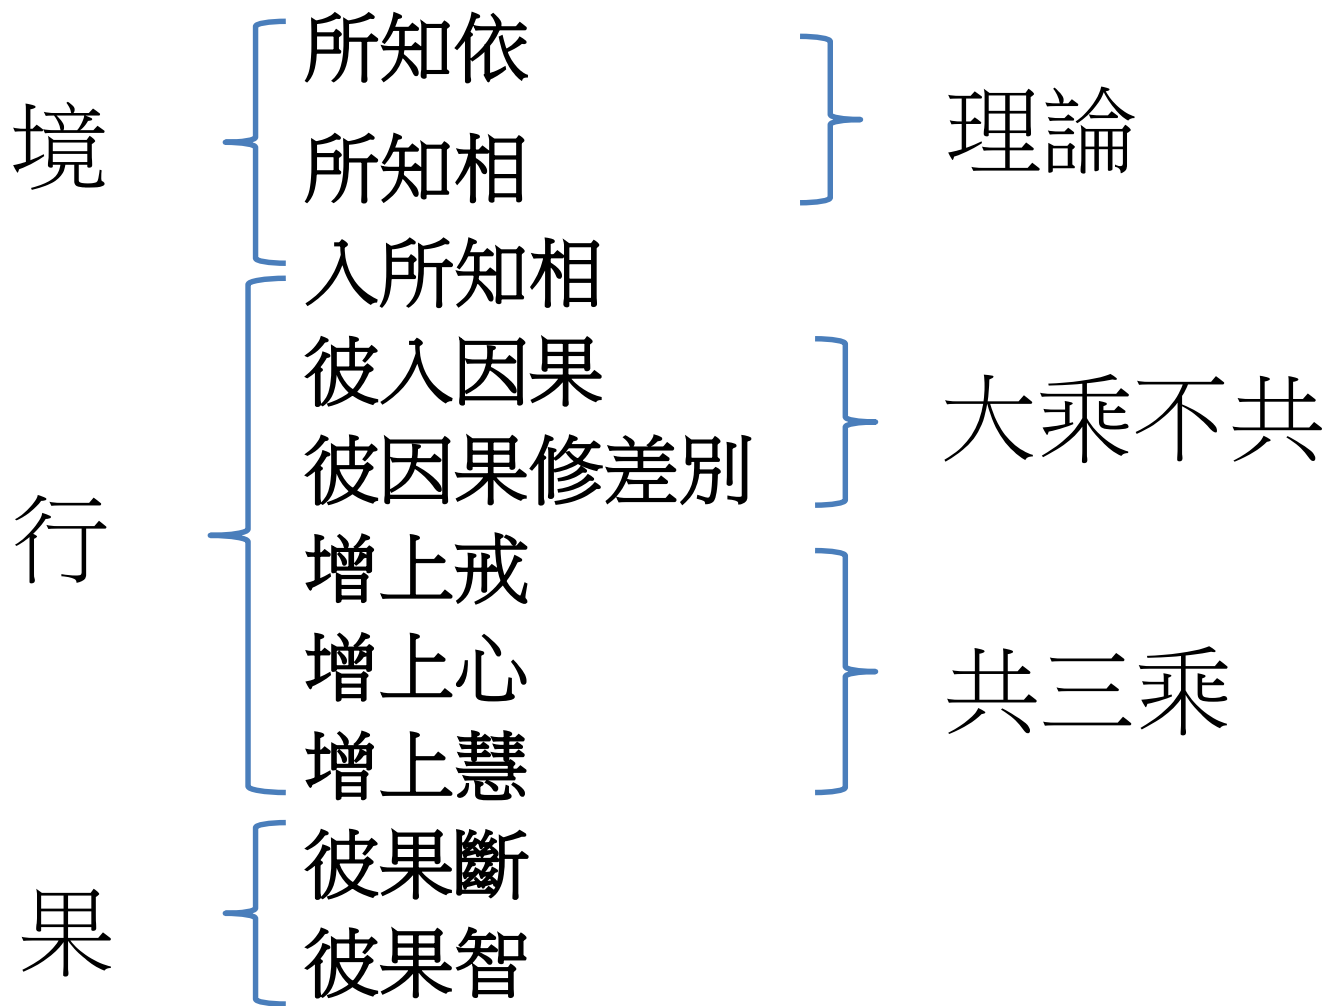 境
所知依
所知相
入所知相
理論
行
彼入因果
彼因果修差別
增上戒
增上心
增上慧
大乘不共
共三乘
果
彼果斷
彼果智